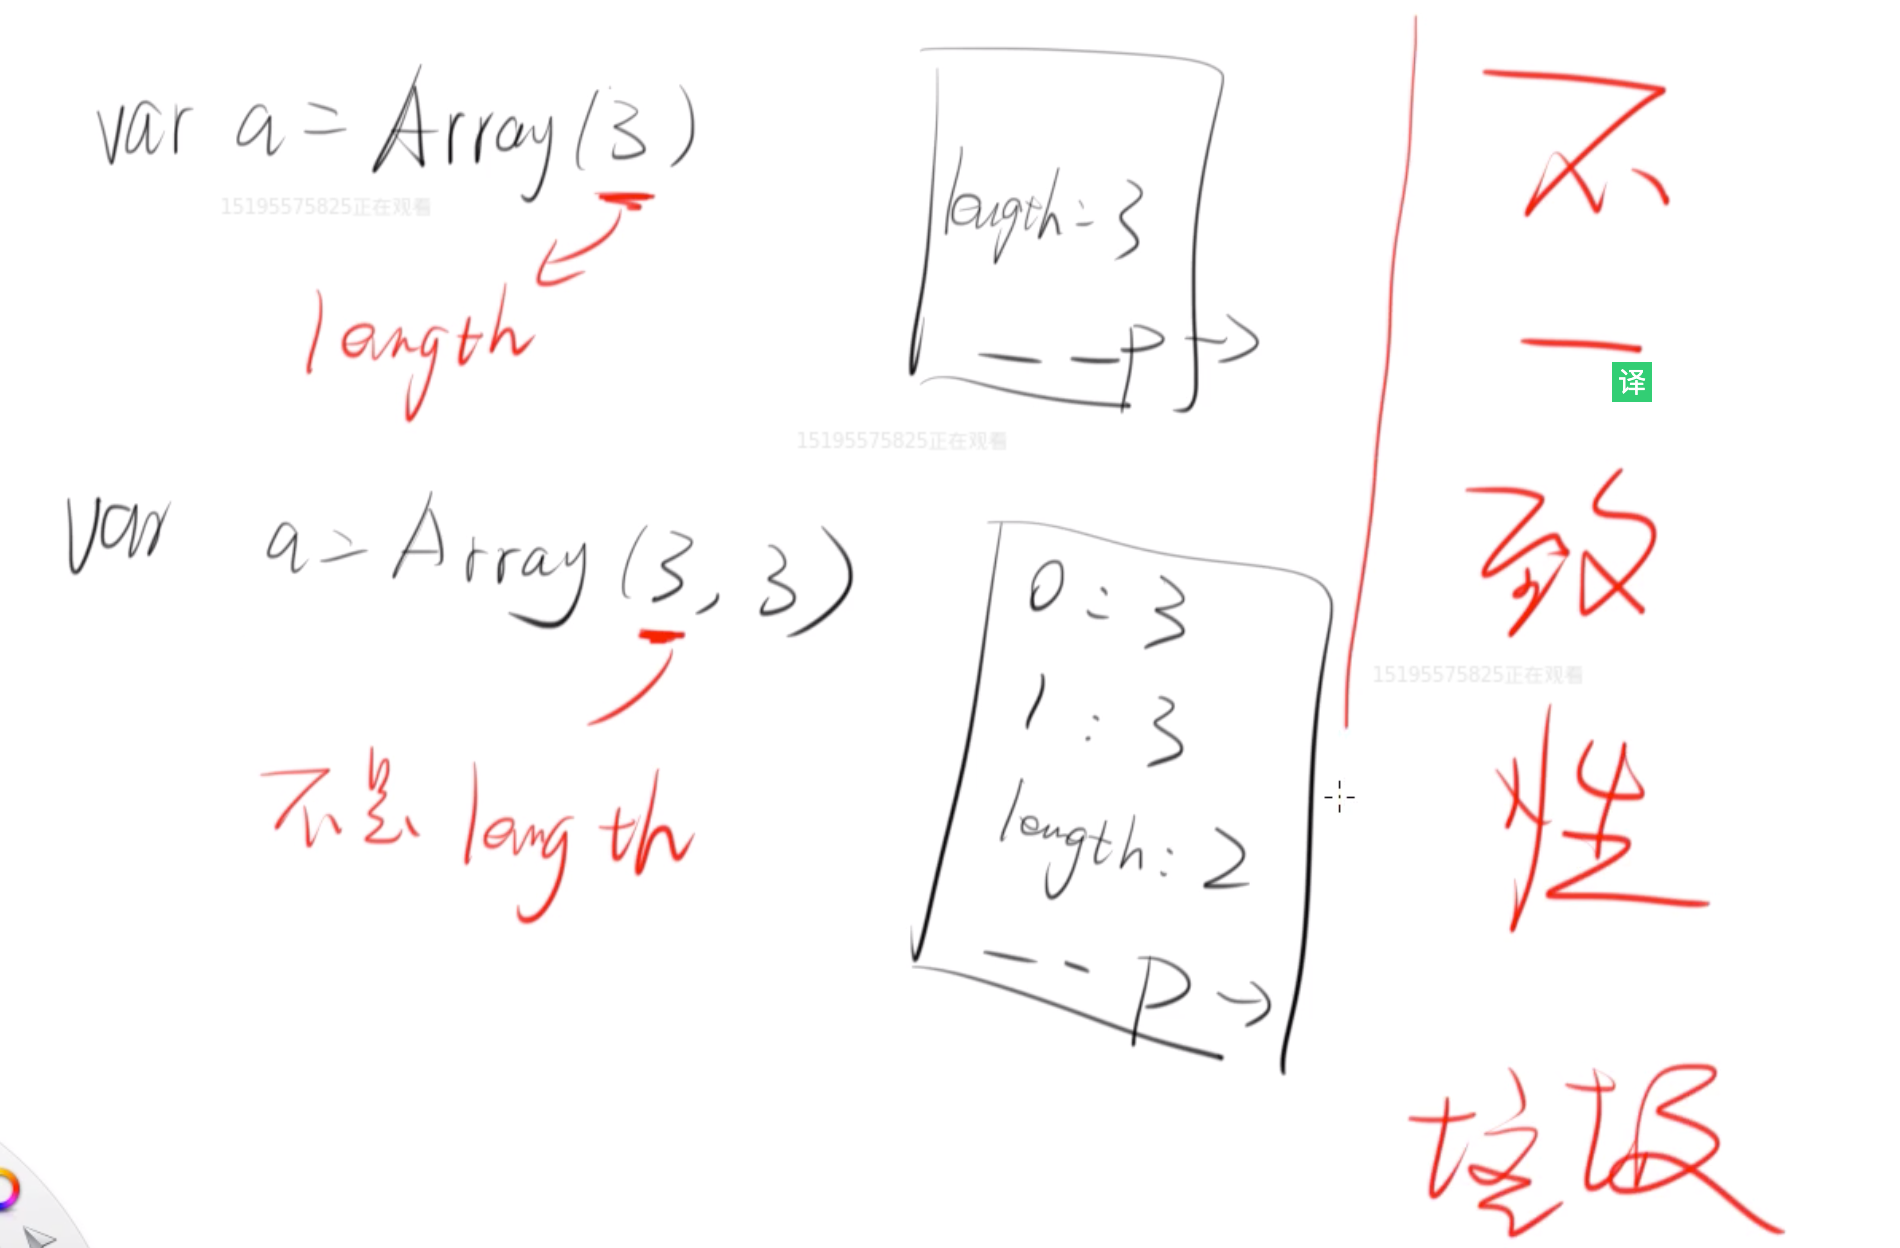 var a = Array(3)
15195575825正在观看
length
length: 3
__p →
15195575825正在观看
var a = Array(3, 3)
不是 length
0: 3
1: 3
length: 2
__p →
不
一
译
致
15195575825正在观看
性
垃圾